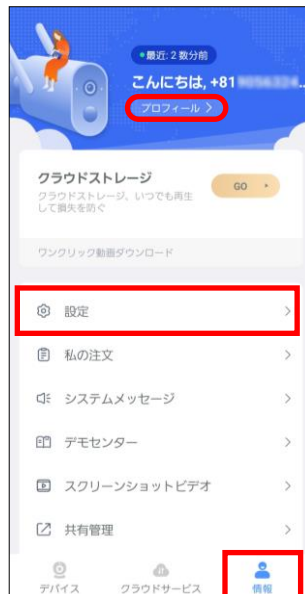 •最近: 2 数分前
こんにちは, +81
プロフィール >
クラウドストレージ
GO
クラウドストレージ、いつでも再生
して損失を防ぐ
ワンクリック動画ダウンロード
設定
私の注文
システムメッセージ
デモセンター
スクリーンショットビデオ
共有管理
デバイス
クラウドサービス
情報